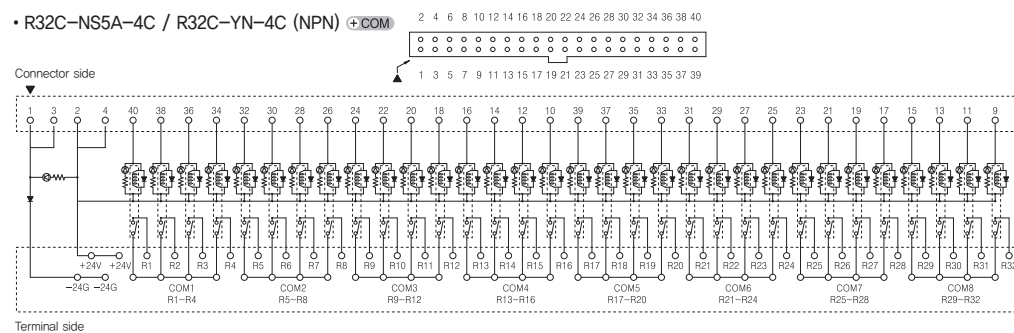 • R32C-NS5A-4C / R32C-YN-4C (NPN) +COM
2 4 6 8 10 12 14 16 18 20 22 24 26 28 30 32 34 36 38 40
1 3 5 7 9 11 13 15 17 19 21 23 25 27 29 31 33 35 37 39
Connector side
1 3 2 4 40 38 36 34 32 30 28 26 24 22 20 18 16 14 12 10 39 37 35 33 31 29 27 25 23 21 19 17 15 13 11 9
+24V +24V R1 R2 R3 R4 R5 R6 R7 R8 R9 R10 R11 R12 R13 R14 R15 R16 R17 R18 R19 R20 R21 R22 R23 R24 R25 R26 R27 R28 R29 R30 R31 R32
-24G -24G COM1 COM2 COM3 COM4 COM5 COM6 COM7 COM8
R1~R4 R5~R8 R9~R12 R13~R16 R17~R20 R21~R24 R25~R28 R29~R32
Terminal side